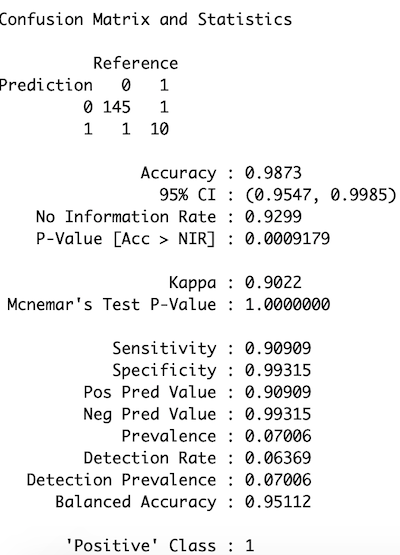 Confusion Matrix and Statistics
Reference
Prediction 0 1
0 145 1
1 1 10
Accuracy : 0.9873
95% CI : (0.9547, 0.9985)
No Information Rate : 0.9299
P-Value [Acc > NIR] : 0.0009179
Kappa : 0.9022
Mcnemar's Test P-Value : 1.0000000
Sensitivity : 0.90909
Specificity : 0.99315
Pos Pred Value : 0.90909
Neg Pred Value : 0.99315
Prevalence : 0.07006
Detection Rate : 0.06369
Detection Prevalence : 0.07006
Balanced Accuracy : 0.95112
'Positive' Class : 1